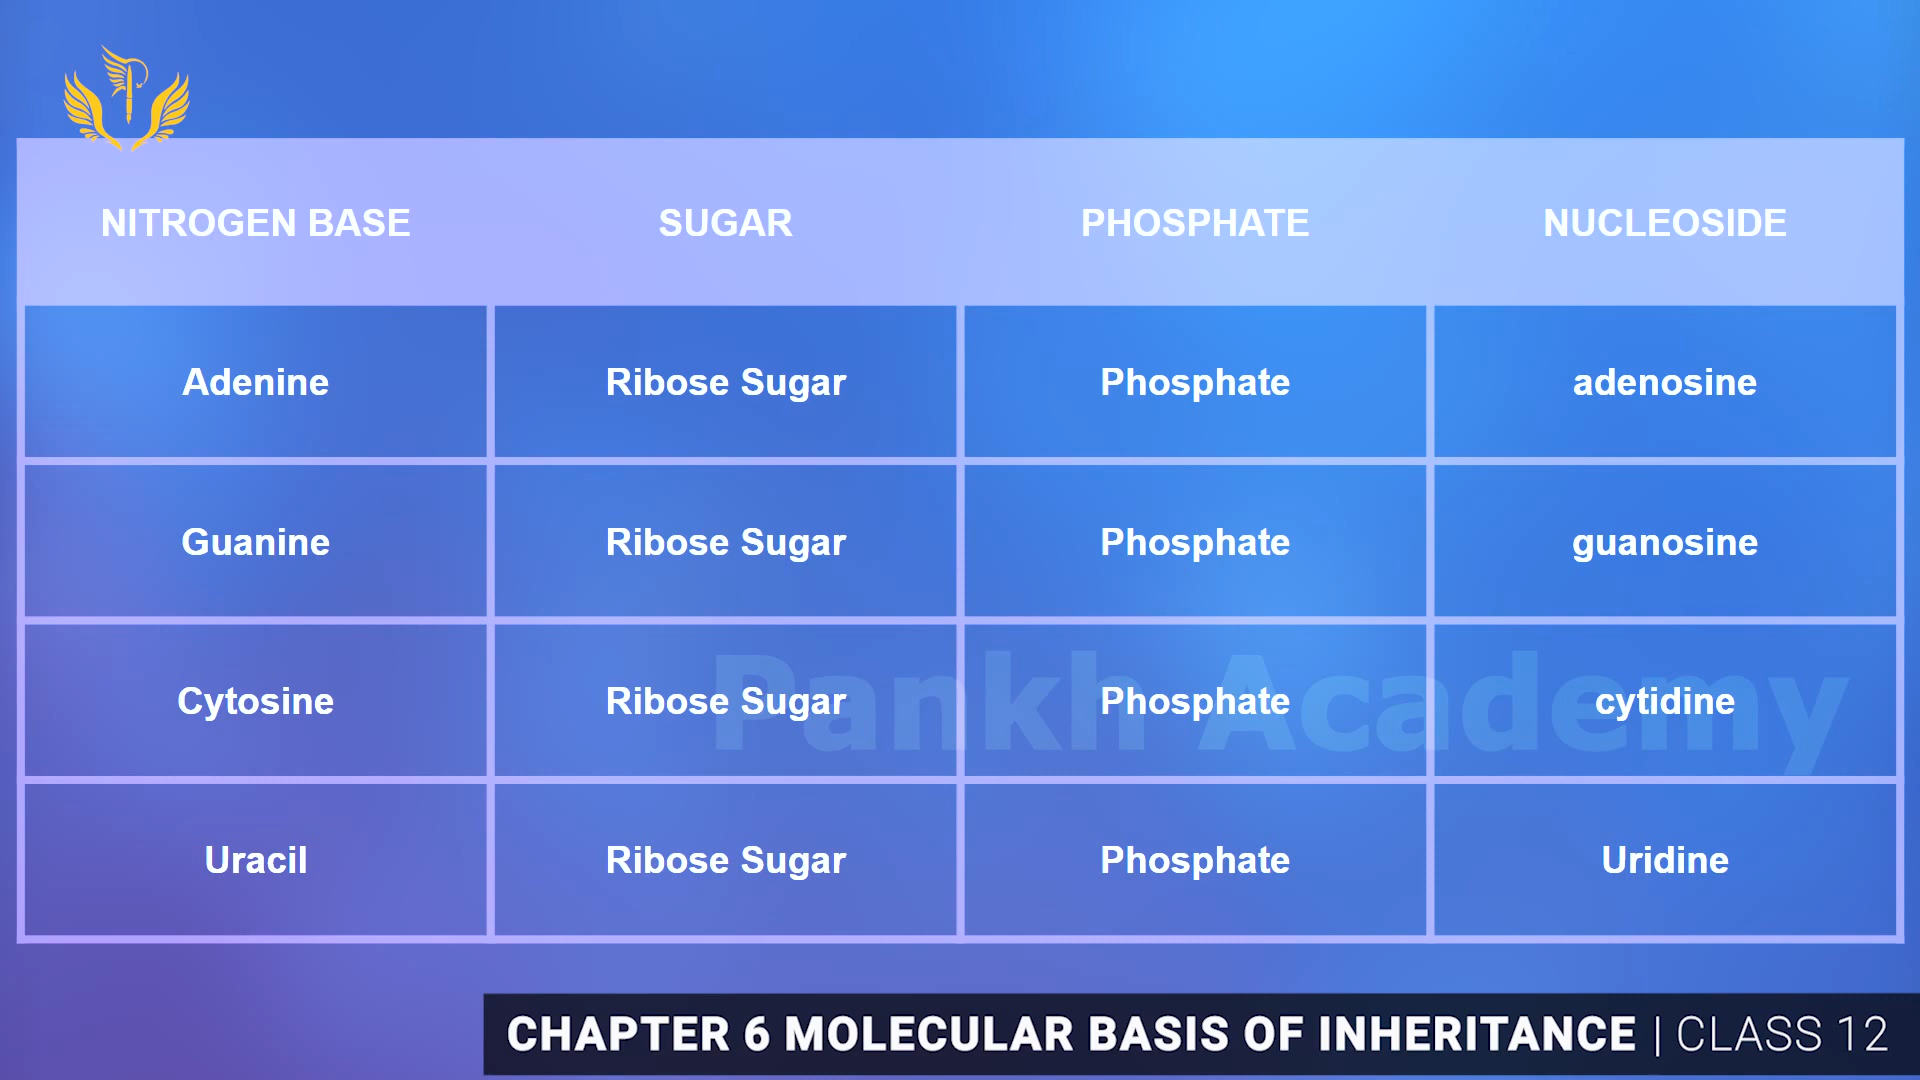 NITROGEN BASE SUGAR PHOSPHATE NUCLEOSIDE
Adenine Ribose Sugar Phosphate adenosine
Guanine Ribose Sugar Phosphate guanosine
Cytosine Ribose Sugar Phosphate cytidine
Pankh Academy
Uracil Ribose Sugar Phosphate Uridine
CHAPTER 6 MOLECULAR BASIS OF INHERITANCE | CLASS 12